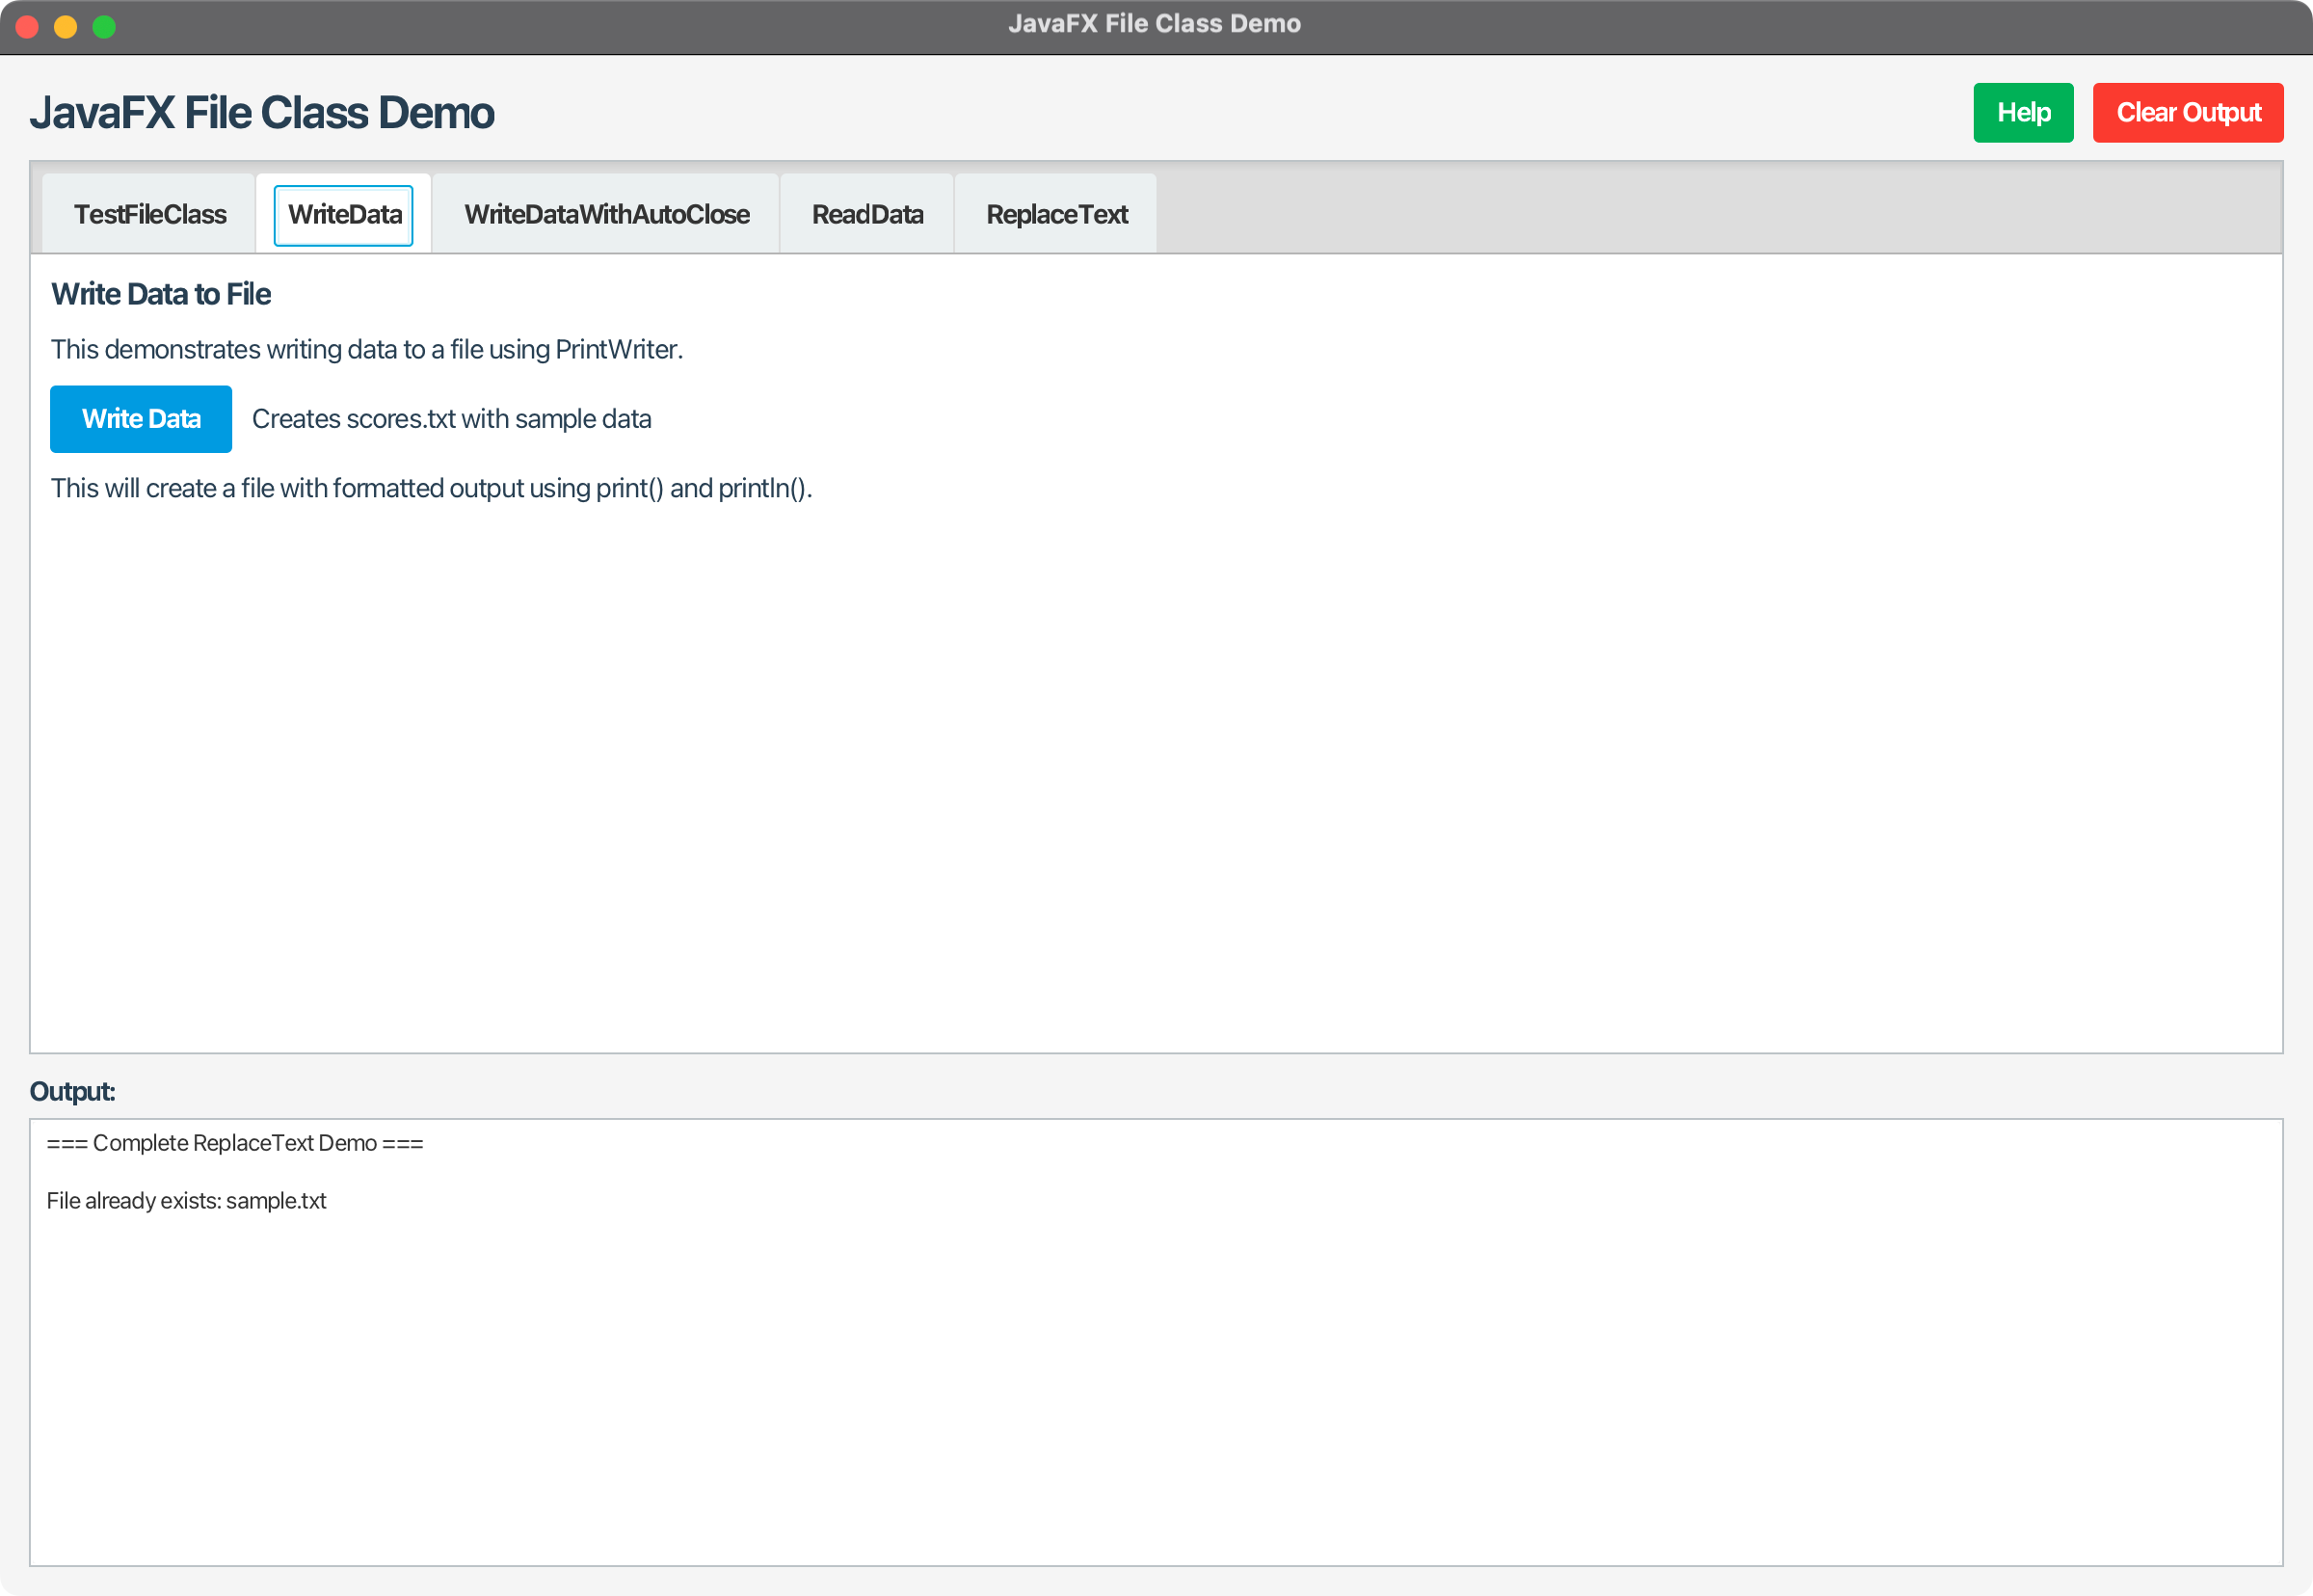 JavaFX File Class Demo
JavaFX File Class Demo
Help
Clear Output
TestFileClass
WriteData
WriteDataWithAutoClose
ReadData
ReplaceText
Write Data to File
This demonstrates writing data to a file using PrintWriter.
Write Data
Creates scores.txt with sample data
This will create a file with formatted output using print() and println().
Output:
=== Complete ReplaceText Demo ===
File already exists: sample.txt